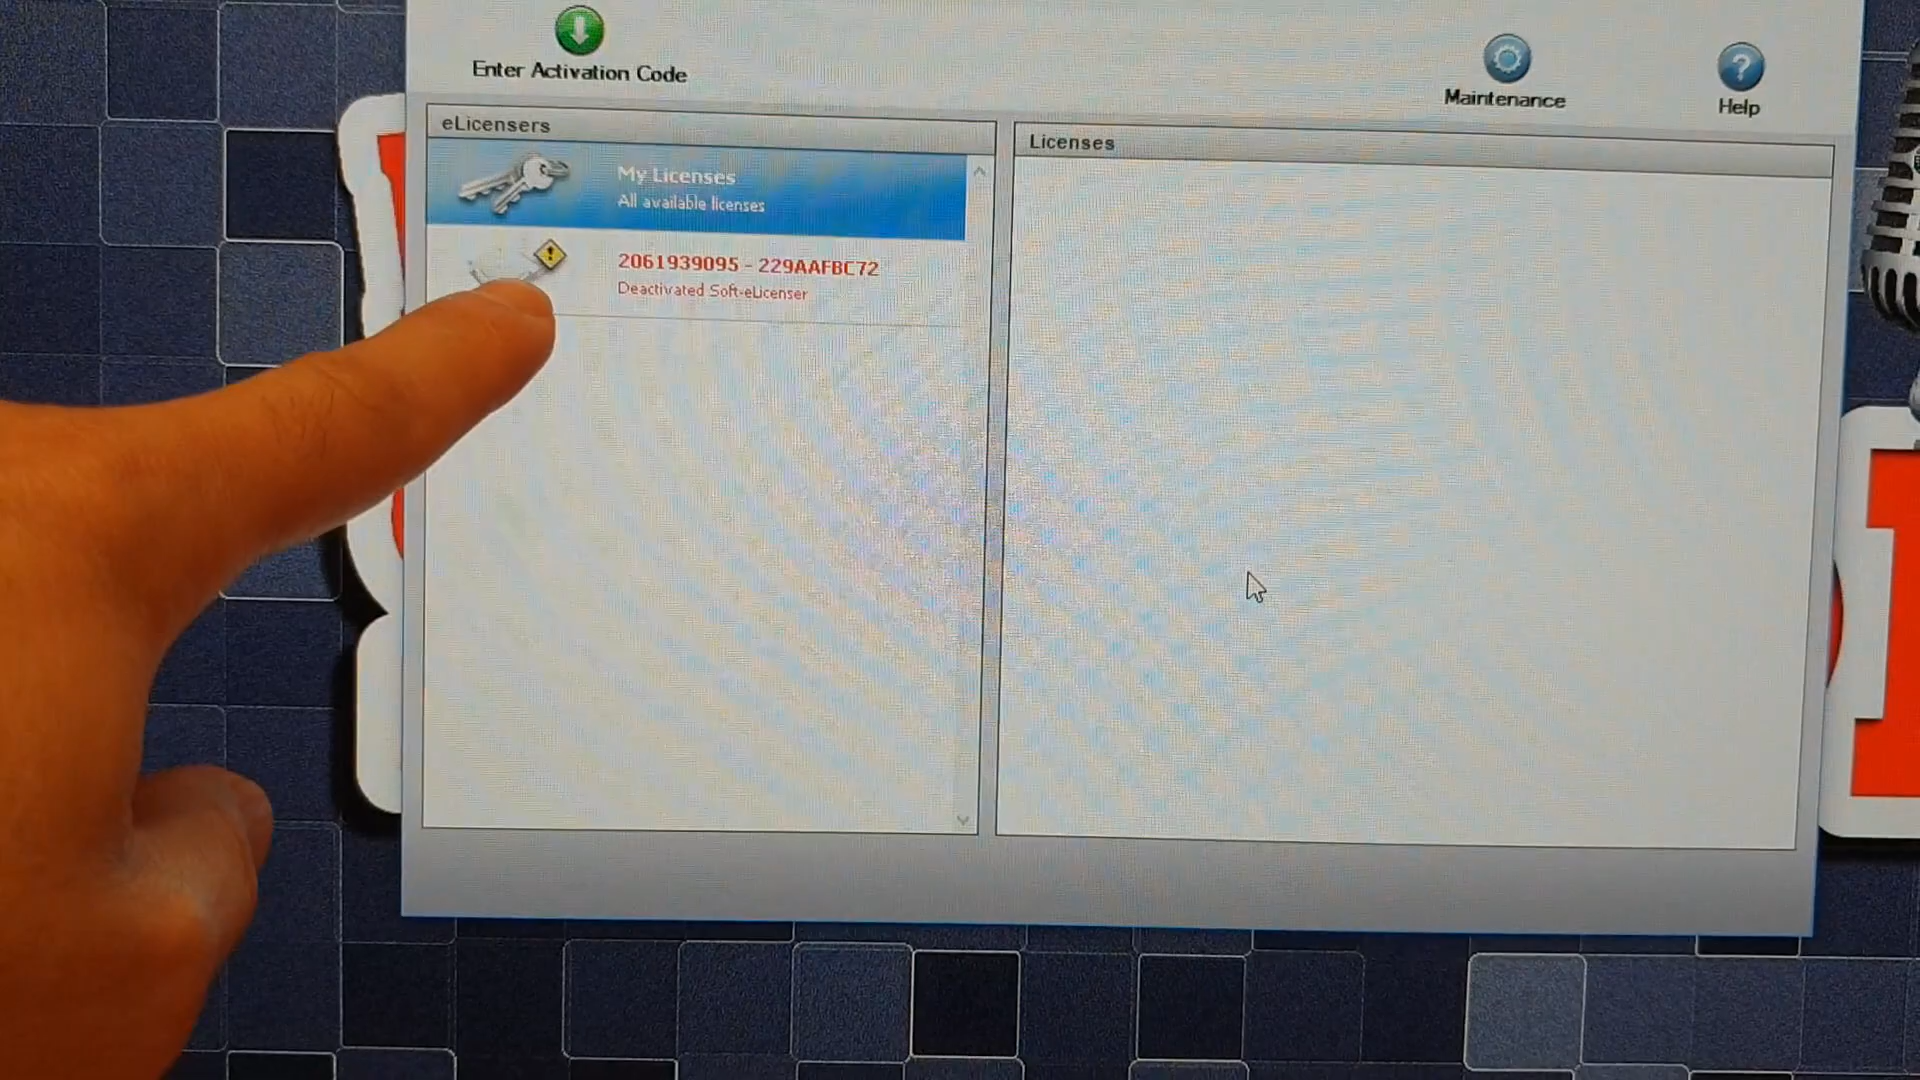 Enter Activation Code
Maintenance
Help
eLicensers
Licenses
My Licenses
All available licenses
2061939095 - 229AAFBC72
Deactivated Soft-eLicenser